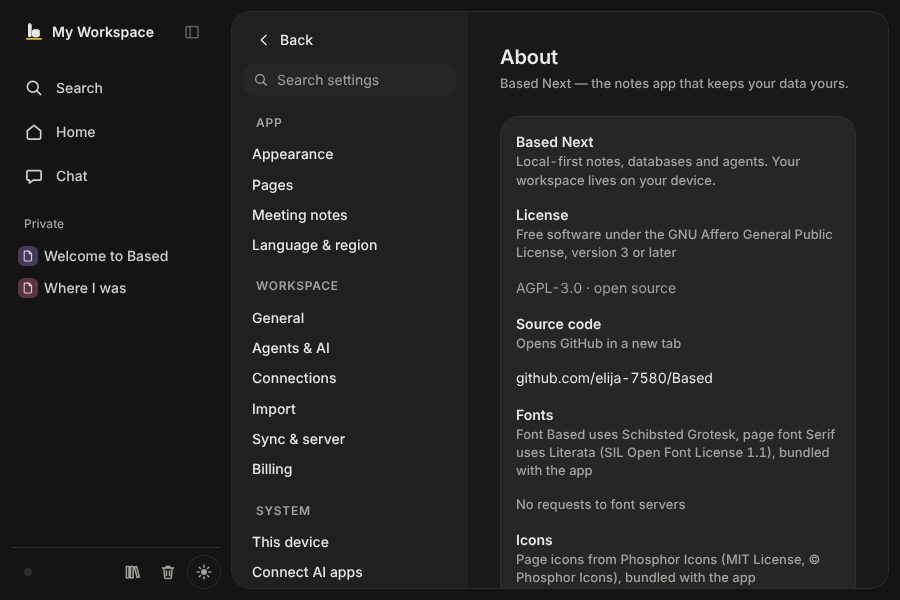 My Workspace
Search
Home
Chat
Private
Welcome to Based
Where I was
Back
Search settings
APP
Appearance
Pages
Meeting notes
Language & region
WORKSPACE
General
Agents & AI
Connections
Import
Sync & server
Billing
SYSTEM
This device
Connect AI apps
About
Based Next — the notes app that keeps your data yours.
Based Next
Local-first notes, databases and agents. Your
workspace lives on your device.
License
Free software under the GNU Affero General Public
License, version 3 or later
AGPL-3.0 · open source
Source code
Opens GitHub in a new tab
github.com/elija-7580/Based
Fonts
Font Based uses Schibsted Grotesk, page font Serif
uses Literata (SIL Open Font License 1.1), bundled
with the app
No requests to font servers
Icons
Page icons from Phosphor Icons (MIT License, ©
Phosphor Icons), bundled with the app